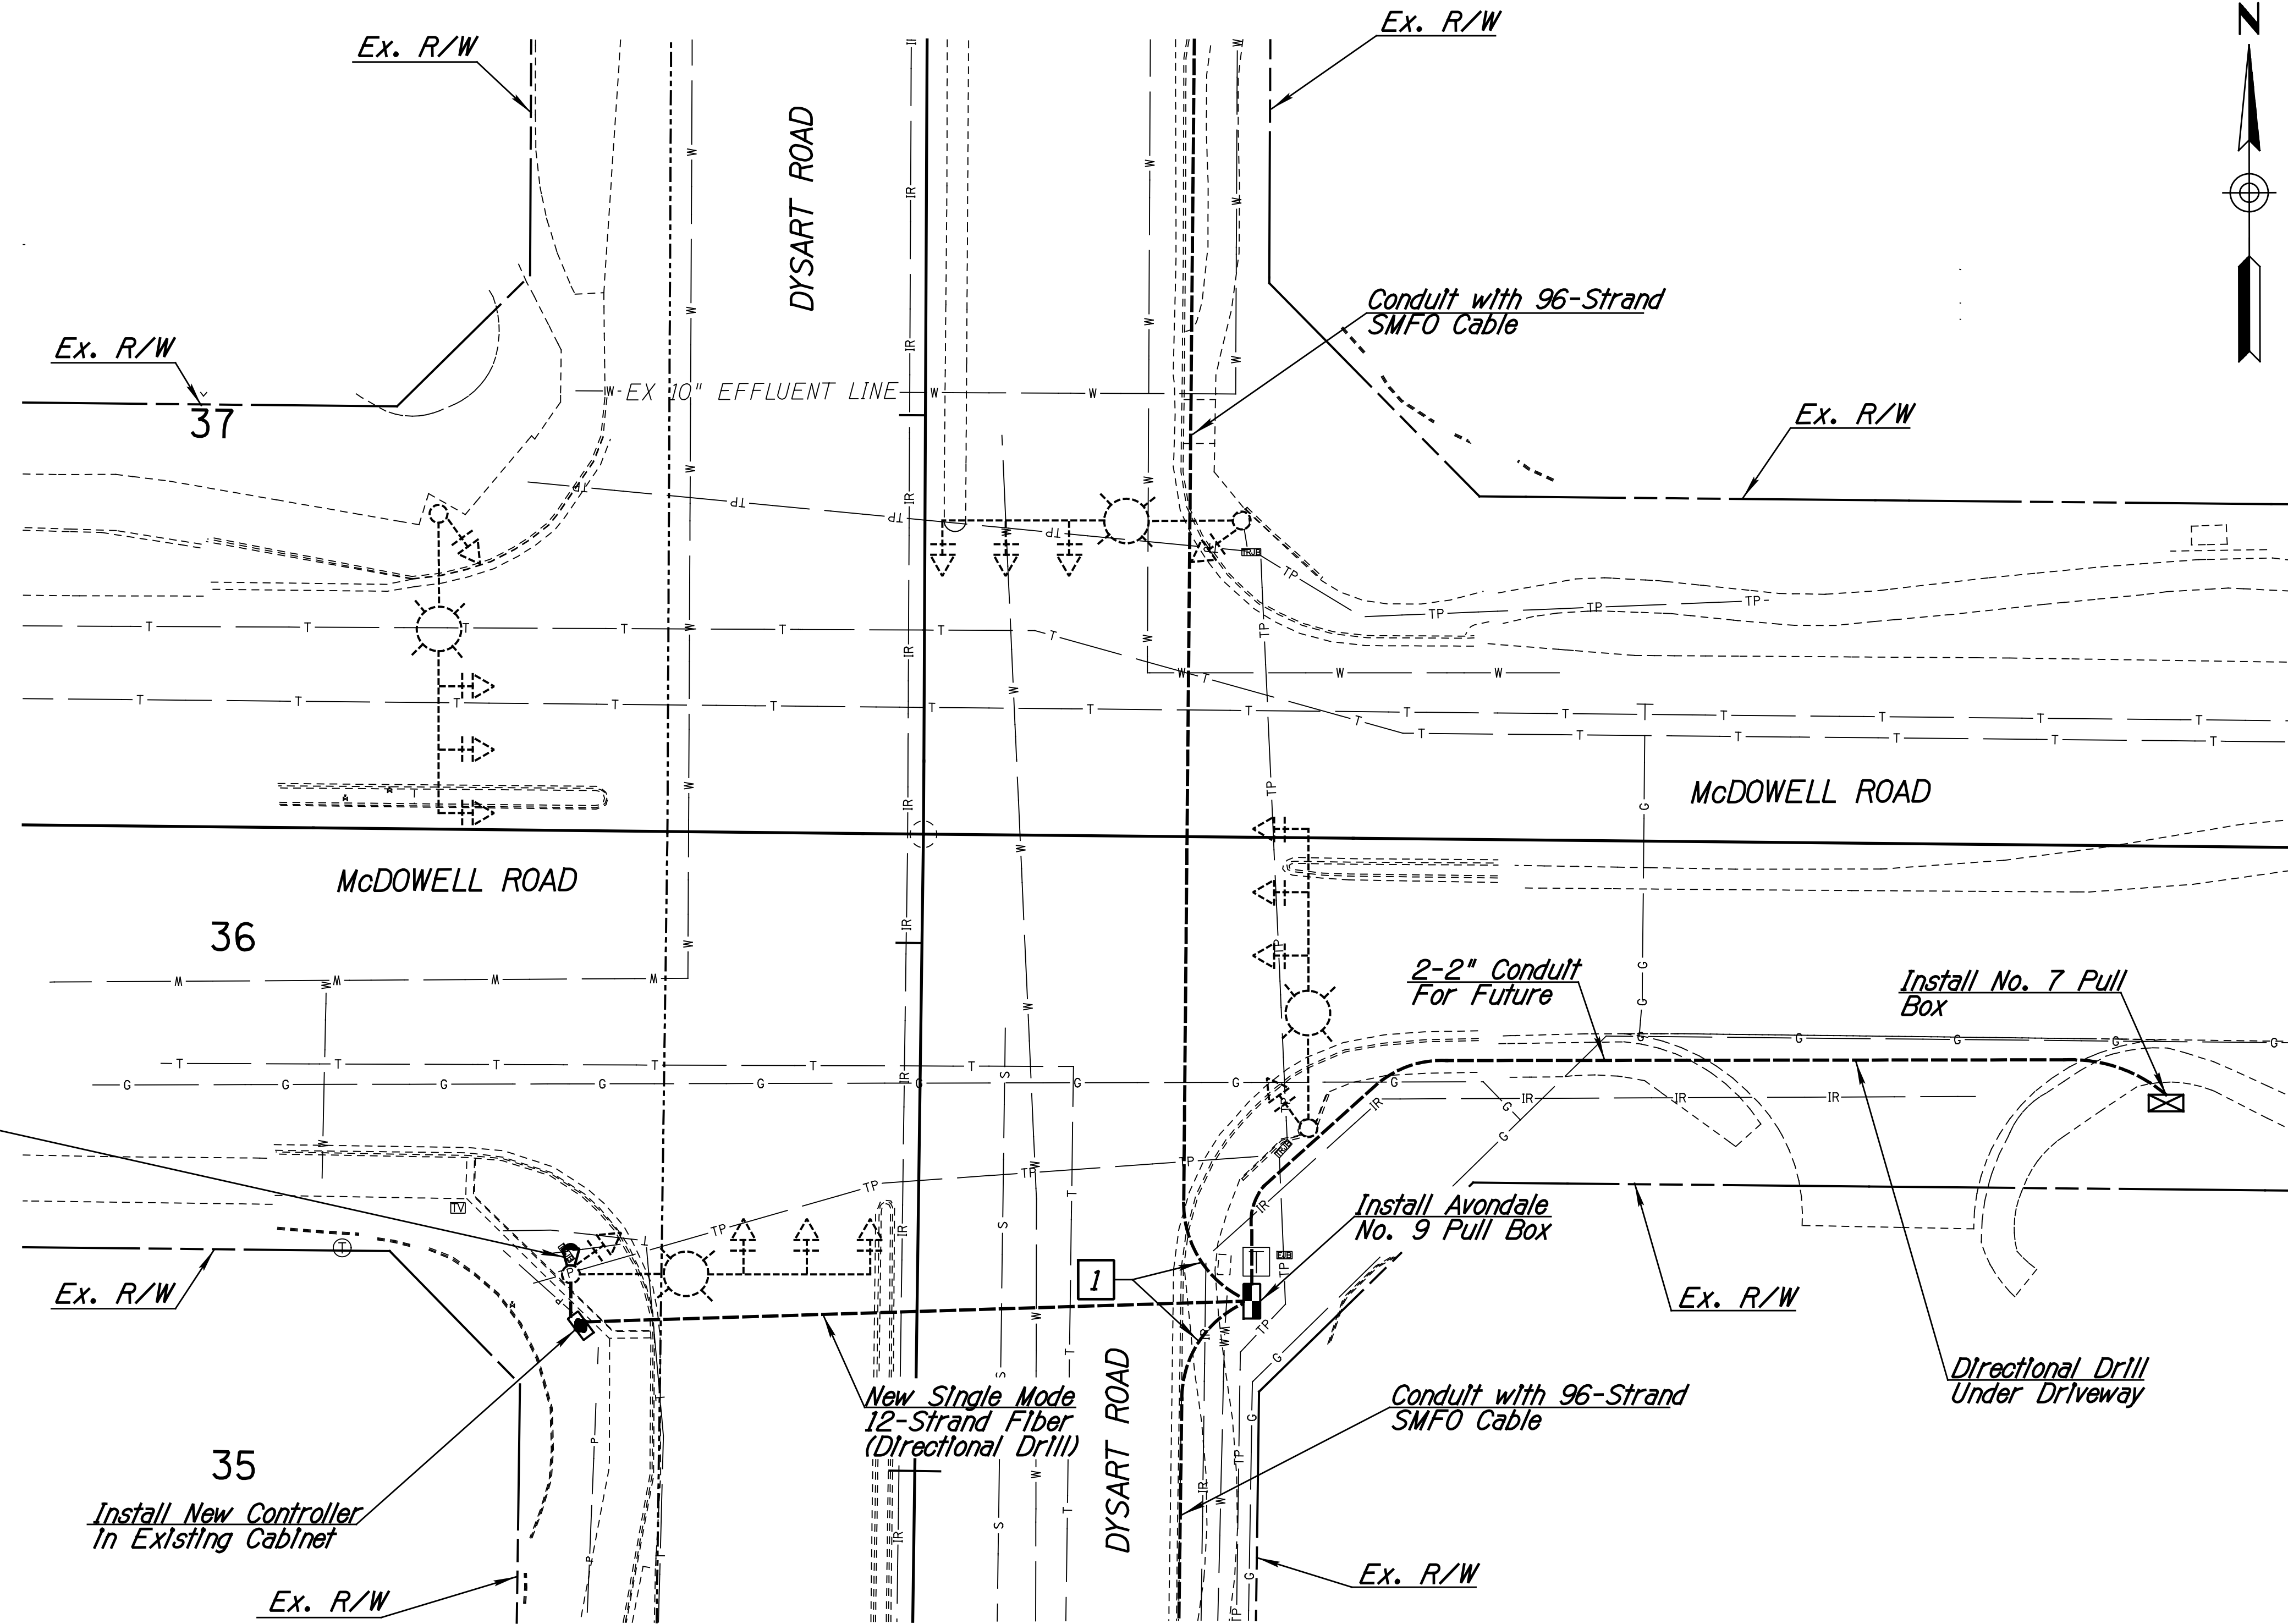 N
Ex. R/W
Ex. R/W
DYSART ROAD
Conduit with 96-Strand
SMFO Cable
Ex. R/W
37
EX 10" EFFLUENT LINE
Ex. R/W
McDOWELL ROAD
McDOWELL ROAD
36
2-2" Conduit
For Future
Install No. 7 Pull
Box
Install Avondale
No. 9 Pull Box
TV
T
1
Ex. R/W
Ex. R/W
Directional Drill
Under Driveway
New Single Mode
12-Strand Fiber
(Directional Drill)
DYSART ROAD
Conduit with 96-Strand
SMFO Cable
35
Install New Controller
in Existing Cabinet
Ex. R/W
Ex. R/W